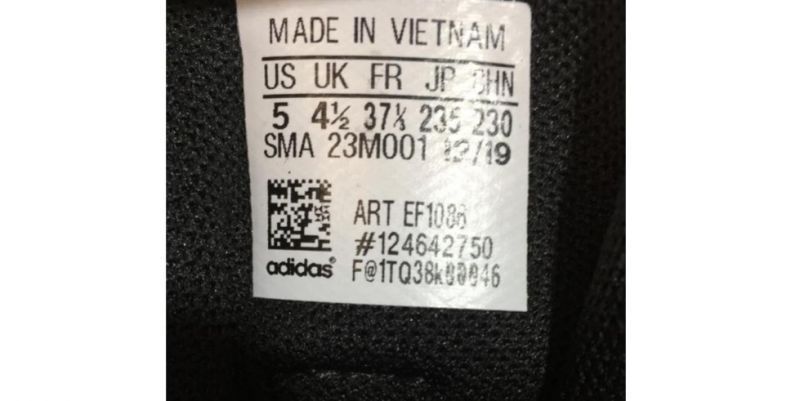 MADE IN VIETNAM
US UK FR JP CHN
5 4½ 37⅓ 235 230
SMA 23M001 12/19
ART EF1086
#124642750
adidas®